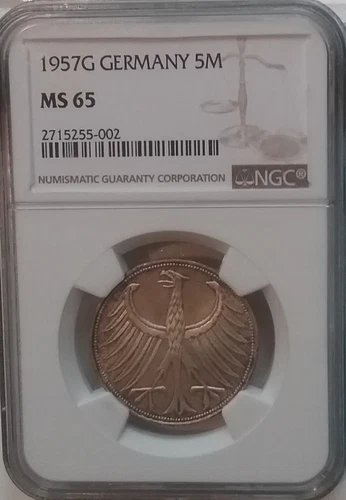 1957G GERMANY 5M
MS 65
2715255-002
NUMISMATIC GUARANTY CORPORATION NGC®